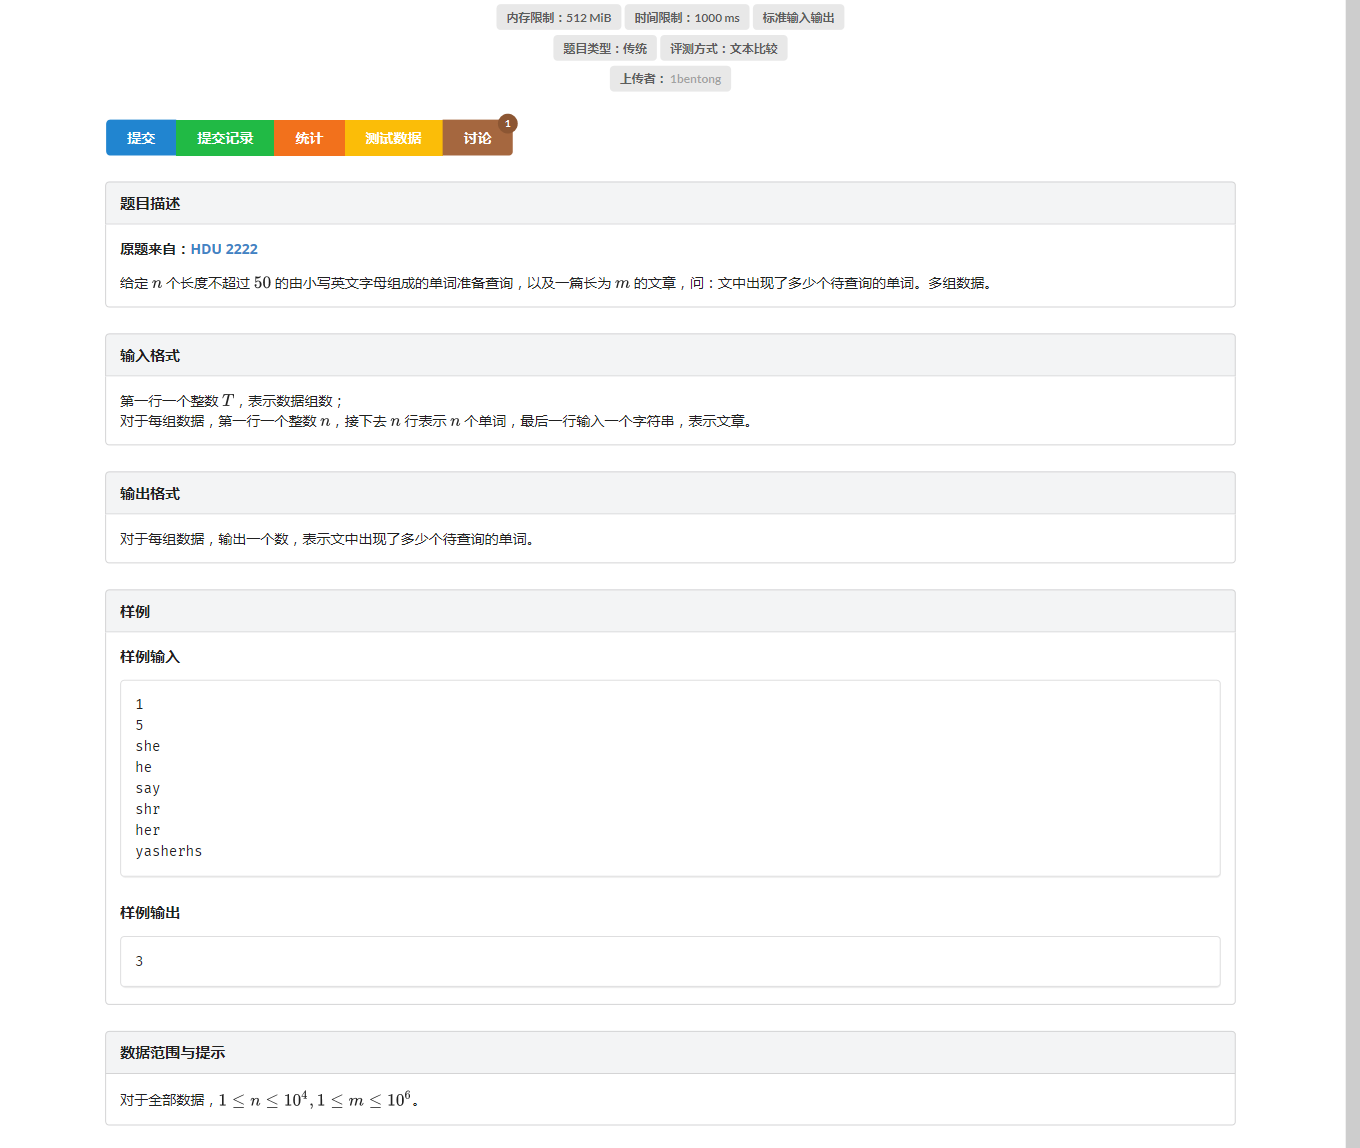 内存限制：512 MiB 时间限制：1000 ms 标准输入输出
题目类型：传统 评测方式：文本比较
上传者： 1bentong
提交 提交记录 统计 测试数据 讨论 1
题目描述
原题来自：HDU 2222
给定 n 个长度不超过 50 的由小写英文字母组成的单词准备查询，以及一篇长为 m 的文章，问：文中出现了多少个待查询的单词。多组数据。
输入格式
第一行一个整数 T，表示数据组数；
对于每组数据，第一行一个整数 n，接下去 n 行表示 n 个单词，最后一行输入一个字符串，表示文章。
输出格式
对于每组数据，输出一个数，表示文中出现了多少个待查询的单词。
样例
样例输入
1
5
she
he
say
shr
her
yasherhs
样例输出
3
数据范围与提示
对于全部数据，1 ≤ n ≤ 10⁴, 1 ≤ m ≤ 10⁶。